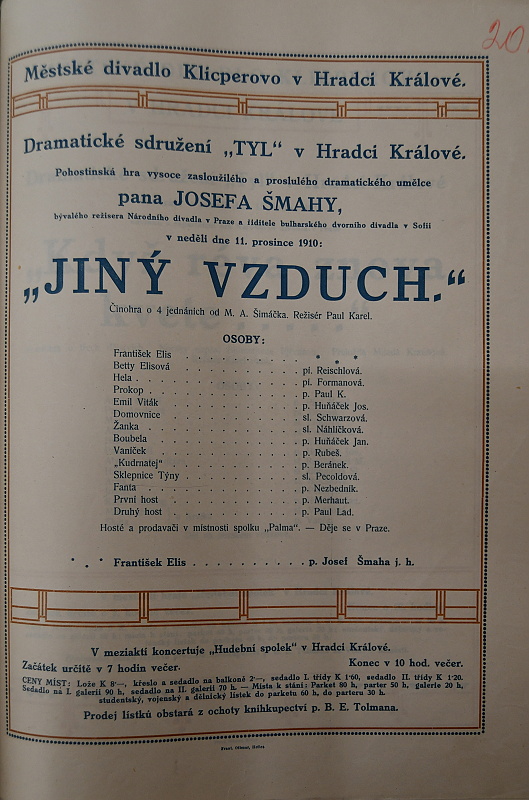 20
Městské divadlo Klicperovo v Hradci Králové.
Dramatické sdružení „TYL“ v Hradci Králové.
Pohostinská hra vysoce zasloužilého a proslulého dramatického umělce
pana JOSEFA ŠMAHY,
bývalého režisera Národního divadla v Praze a řiditele bulharského dvorního divadla v Sofii
v neděli dne 11. prosince 1910:
„JINÝ VZDUCH.“
Činohra o 4 jednáních od M. A. Šimáčka. Režisér Paul Karel.
OSOBY:
František Elis . . . . . . . . . . * * *
Betty Elisová . . . . . . . . . . pí. Reischlová.
Hela . . . . . . . . . . pí. Formanová.
Prokop . . . . . . . . . . p. Paul K.
Emil Viták . . . . . . . . . . p. Huňáček Jos.
Domovnice . . . . . . . . . . sl. Schwarzová.
Žanka . . . . . . . . . . sl. Náhlíčková.
Boubela . . . . . . . . . . p. Huňáček Jan.
Vaníček . . . . . . . . . . p. Rubeš.
„Kudrnatej“ . . . . . . . . . . p. Beránek.
Sklepnice Týny . . . . . . . . . . sl. Pecoldová.
Fanta . . . . . . . . . . p. Nezbedník.
První host . . . . . . . . . . p. Merhaut.
Druhý host . . . . . . . . . . p. Paul Lad.
Hosté a prodavači v místnosti spolku „Palma“. — Děje se v Praze.
* * * František Elis . . . . . . . . . . p. Josef Šmaha j. h.
V meziaktí koncertuje „Hudební spolek“ v Hradci Králové.
Začátek určitě v 7 hodin večer. Konec v 10 hod. večer.
CENY MÍST: Lože K 8·—, křeslo a sedadlo na balkoně 2·—, sedadlo I. třídy K 1·60, sedadlo II. třídy K 1·20.
Sedadlo na I. galerii 90 h, sedadlo na II. galerii 70 h. — Místa k stání: Parket 80 h, parter 50 h, galerie 20 h,
studentský, vojenský a dělnický lístek do parketu 60 h, do parteru 30 h.
Prodej lístků obstará z ochoty knihkupectví p. B. E. Tolmana.